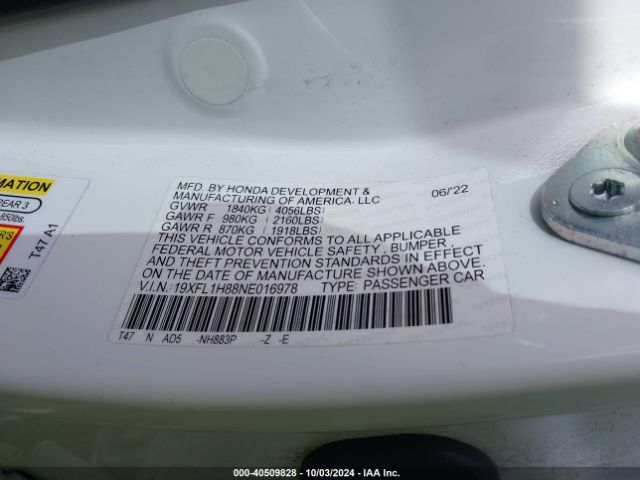 MFD. BY HONDA DEVELOPMENT &
MANUFACTURING OF AMERICA, LLC 06/'22
GVWR 1840KG ( 4056LBS)
GAWR F 980KG ( 2160LBS)
GAWR R 870KG ( 1918LBS)
THIS VEHICLE CONFORMS TO ALL APPLICABLE
FEDERAL MOTOR VEHICLE SAFETY, BUMPER,
AND THEFT PREVENTION STANDARDS IN EFFECT
ON THE DATE OF MANUFACTURE SHOWN ABOVE.
V.I.N.: 19XFL1H88NE016978 TYPE: PASSENGER CAR
T47 N AD5 -NH883P -Z -E
MATION
REAR 3
850lbs.
T47 A1
000-40509828 - 10/03/2024 - IAA Inc.